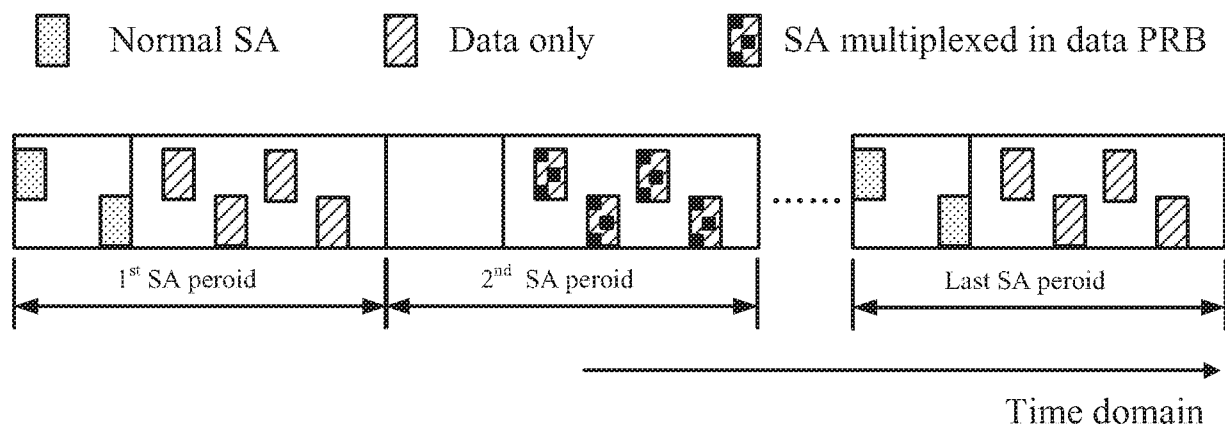 Normal SA Data only SA multiplexed in data PRB
1st SA peroid 2nd SA peroid Last SA peroid
Time domain